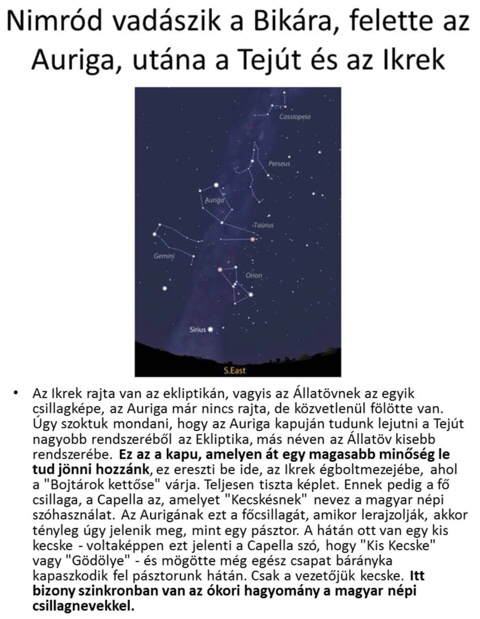 Nimród vadászik a Bikára, felette az
Auriga, utána a Tejút és az Ikrek
Cassiopeia
Perseus
Auriga
Taurus
Gemini
Orion
Sirius
S.East
• Az Ikrek rajta van az ekliptikán, vagyis az Állatövnek az egyik
csillagképe, az Auriga már nincs rajta, de közvetlenül fölötte van.
Úgy szoktuk mondani, hogy az Auriga kapuján tudunk lejutni a Tejút
nagyobb rendszeréből az Ekliptika, más néven az Állatöv kisebb
rendszerébe. Ez az a kapu, amelyen át egy magasabb minőség le
tud jönni hozzánk, ez ereszti be ide, az Ikrek égboltmezejébe, ahol
a "Bojtárok kettőse" várja. Teljesen tiszta képlet. Ennek pedig a fő
csillaga, a Capella az, amelyet "Kecskésnek" nevez a magyar népi
szóhasználat. Az Aurigának ezt a főcsillagát, amikor lerajzolják, akkor
tényleg úgy jelenik meg, mint egy pásztor. A hátán ott van egy kis
kecske - voltaképpen ezt jelenti a Capella szó, hogy "Kis Kecske"
vagy "Gödölye" - és mögötte még egész csapat bárányka
kapaszkodik fel pásztorunk hátán. Csak a vezetőjük kecske. Itt
bizony szinkronban van az ókori hagyomány a magyar népi
csillagnevekkel.